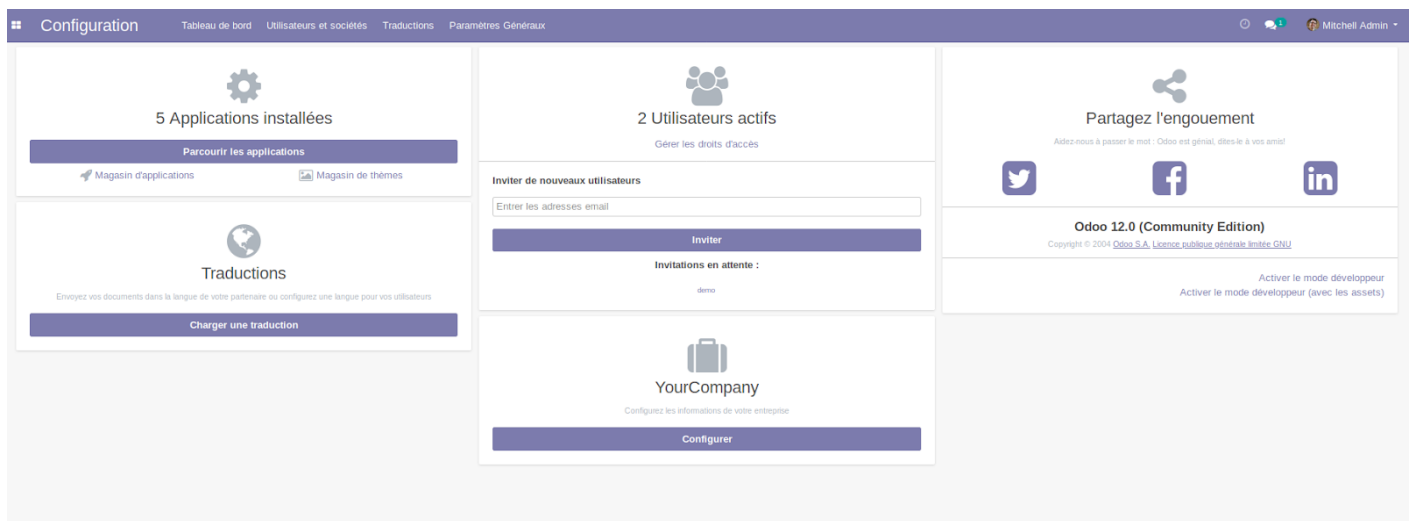 Configuration
Tableau de bord
Utilisateurs et sociétés
Traductions
Paramètres Généraux
1
Mitchell Admin
5 Applications installées
Parcourir les applications
Magasin d'applications
Magasin de thèmes
Traductions
Envoyez vos documents dans la langue de votre partenaire ou configurez une langue pour vos utilisateurs
Charger une traduction
2 Utilisateurs actifs
Gérer les droits d'accès
Inviter de nouveaux utilisateurs
Entrer les adresses email
Inviter
Invitations en attente :
demo
YourCompany
Configurez les informations de votre entreprise
Configurer
Partagez l'engouement
Aidez-nous à passer le mot : Odoo est génial, dites-le à vos amis!
Odoo 12.0 (Community Edition)
Copyright © 2004 Odoo S.A. Licence publique générale limitée GNU
Activer le mode développeur
Activer le mode développeur (avec les assets)